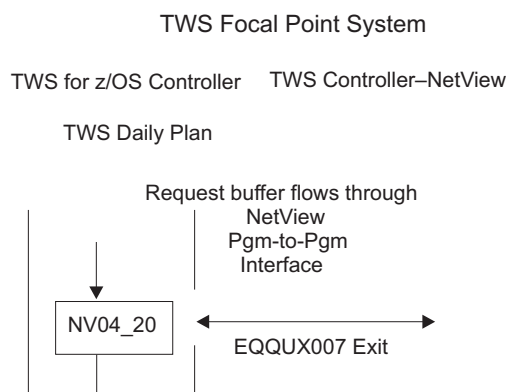 TWS Focal Point System
TWS for z/OS Controller
TWS Controller–NetView
TWS Daily Plan
Request buffer flows through
NetView
Pgm-to-Pgm
Interface
NV04_20
EQQUX007 Exit